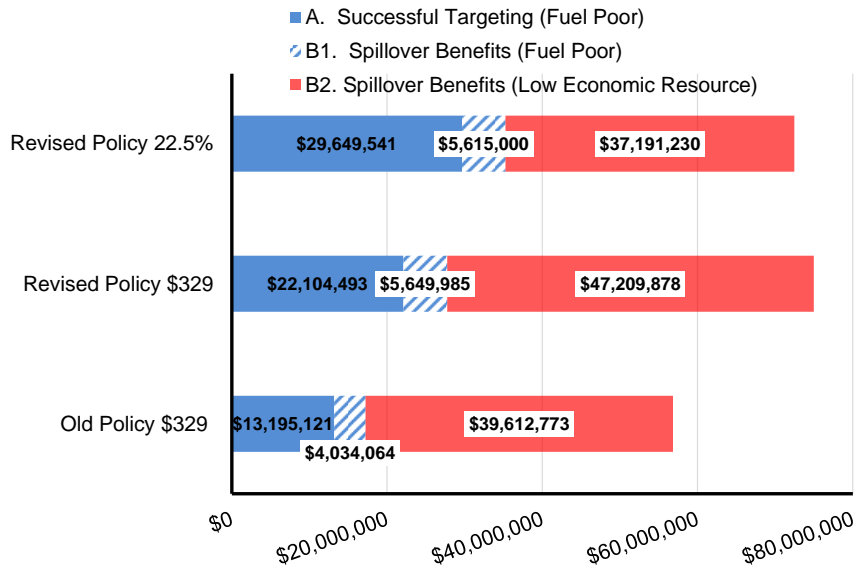 A.  Successful Targeting (Fuel Poor)
B1.  Spillover Benefits (Fuel Poor)
B2. Spillover Benefits (Low Economic Resource)
Revised Policy 22.5%
$29,649,541
$5,615,000
$37,191,230
Revised Policy $329
$22,104,493
$5,649,985
$47,209,878
Old Policy $329
$13,195,121
$39,612,773
$4,034,064
$0
$20,000,000
$40,000,000
$60,000,000
$80,000,000